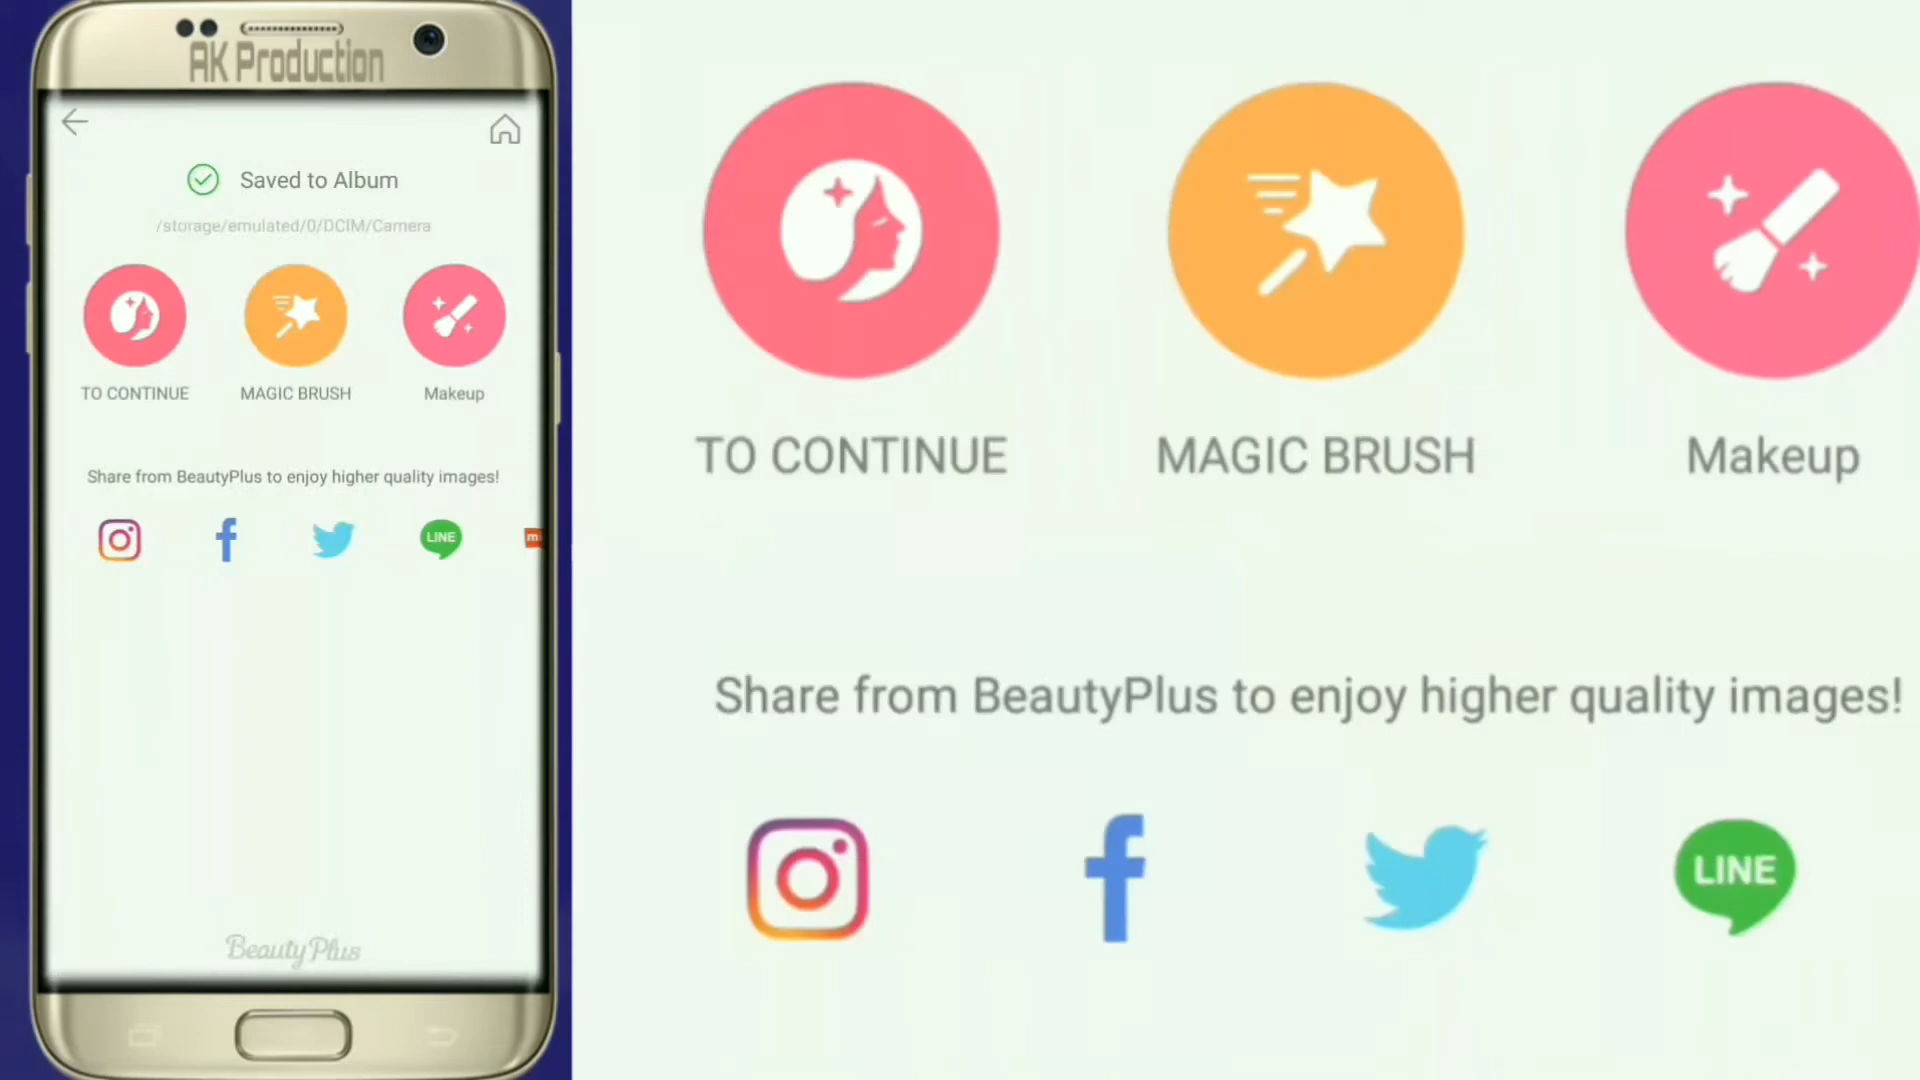 AK Production
Saved to Album
/storage/emulated/0/DCIM/Camera
TO CONTINUE
MAGIC BRUSH
Makeup
Share from BeautyPlus to enjoy higher quality images!
LINE
mi
BeautyPlus
TO CONTINUE
MAGIC BRUSH
Makeup
Share from BeautyPlus to enjoy higher quality images!
LINE